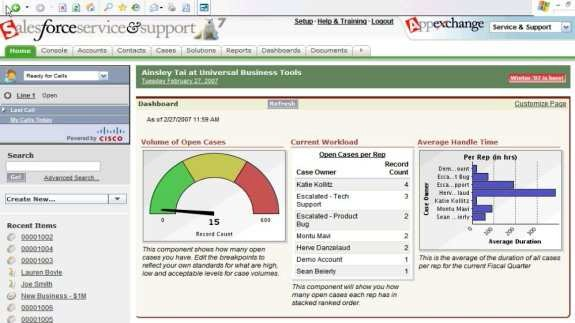 Setup · Help & Training · Logout
salesforceservice&support 7
Appexchange
Service & Support
Home Console Accounts Contacts Cases Solutions Reports Dashboards Documents
Ready for Calls
Line 1 Open
Last Call
My Calls Today
Powered by CISCO
Search
Go!
Advanced Search...
Create New...
Recent Items
00001002
00001003
Lauren Boyle
Joe Smith
New Business - $1M
00001006
00001005
Ainsley Tai at Universal Business Tools
Tuesday February 27, 2007
Winter '07 is here!
Dashboard
Refresh
Customize Page
As of 2/27/2007 11:59 AM
Volume of Open Cases
0
600
15
Record Count
This component shows how many open
cases you have. Edit the breakpoints to
reflect your own standards for what are high,
low and acceptable levels for case volumes.
Current Workload
Open Cases per Rep
Case Owner Record Count
Katie Kollitz 4
Escalated - Tech Support 3
Escalated - Product Bug 2
Montu Mavi 2
Herve Danzelaud 2
Demo Account 1
Sean Beierly 1
This component will show you
how many open cases each rep has in
stacked ranked order.
Average Handle Time
Per Rep (in hrs)
Case Owner
Dem...ount
Esca...t Bug
Esca...pport
Herv...laud
Katie Kollitz
Montu Mavi
Sean ...ierly
0
100
200
300
400
Average Duration
This is the average of the duration of all cases
per rep for the current Fiscal Quarter